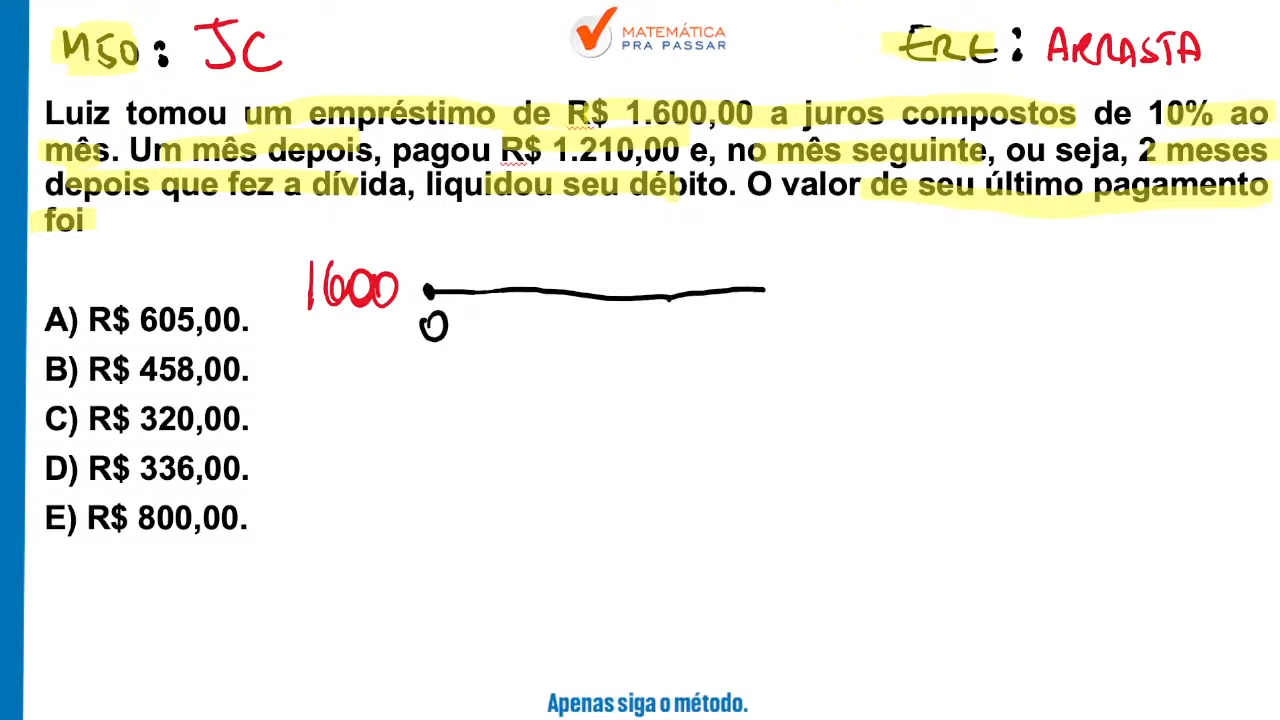 M50: JC
MATEMÁTICA
PRA PASSAR
ERE: ARRASTA
Luiz tomou um empréstimo de R$ 1.600,00 a juros compostos de 10% ao
mês. Um mês depois, pagou R$ 1.210,00 e, no mês seguinte, ou seja, 2 meses
depois que fez a dívida, liquidou seu débito. O valor de seu último pagamento
foi
1600
0
A) R$ 605,00.
B) R$ 458,00.
C) R$ 320,00.
D) R$ 336,00.
E) R$ 800,00.
Apenas siga o método.